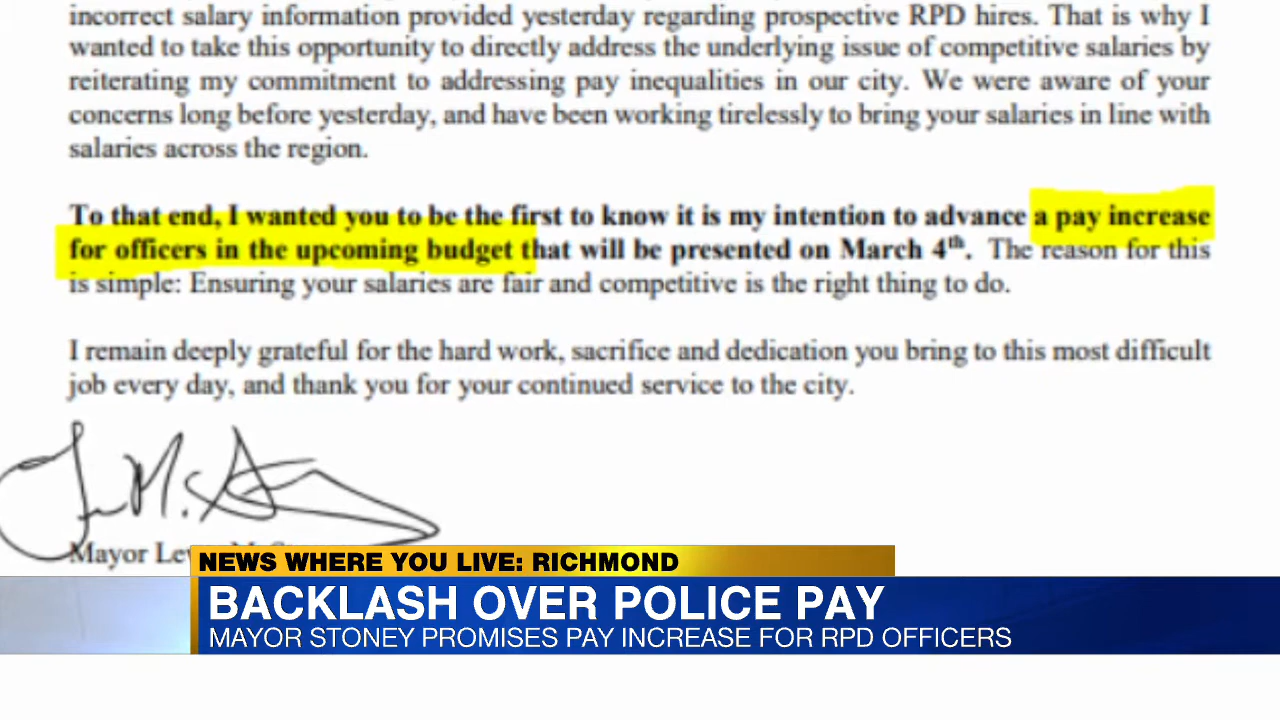 incorrect salary information provided yesterday regarding prospective RPD hires. That is why I
wanted to take this opportunity to directly address the underlying issue of competitive salaries by
reiterating my commitment to addressing pay inequalities in our city. We were aware of your
concerns long before yesterday, and have been working tirelessly to bring your salaries in line with
salaries across the region.
To that end, I wanted you to be the first to know it is my intention to advance a pay increase
for officers in the upcoming budget that will be presented on March 4th. The reason for this
is simple: Ensuring your salaries are fair and competitive is the right thing to do.
I remain deeply grateful for the hard work, sacrifice and dedication you bring to this most difficult
job every day, and thank you for your continued service to the city.
Mayor
NEWS WHERE YOU LIVE: RICHMOND
BACKLASH OVER POLICE PAY
MAYOR STONEY PROMISES PAY INCREASE FOR RPD OFFICERS